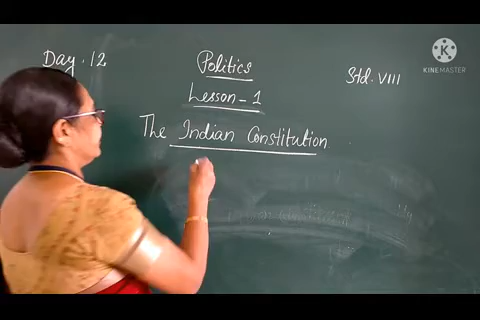 Day. 12
Politics
Std. VIII
Lesson - 1
The Indian Constitution
KINEMASTER